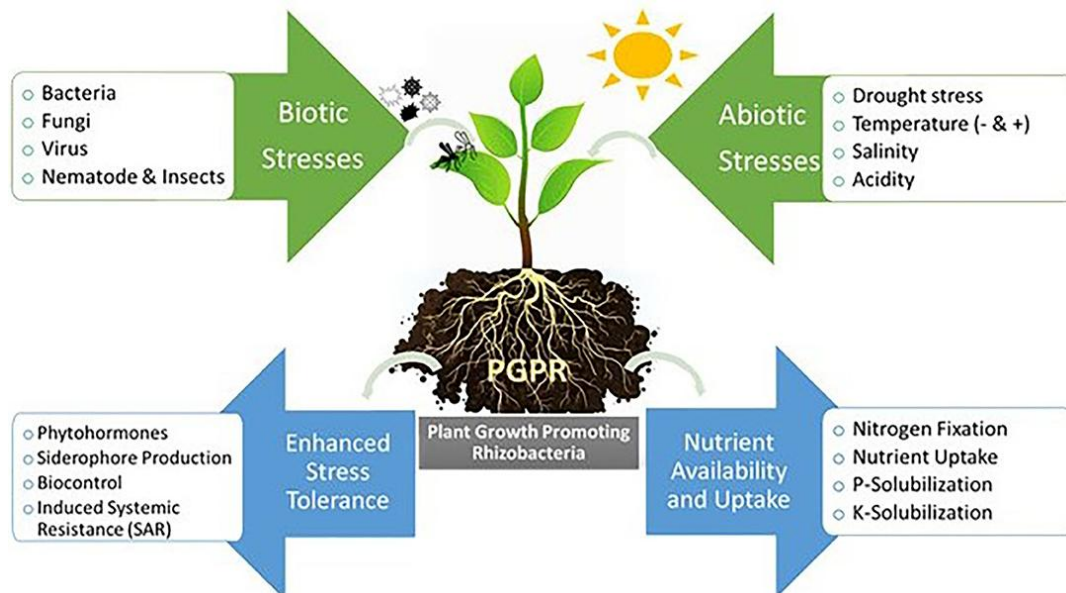 Bacteria
Fungi
Virus
Nematode & Insects
Biotic
Stresses
Abiotic
Stresses
Drought stress
Temperature (- & +)
Salinity
Acidity
PGPR
Plant Growth Promoting
Rhizobacteria
Phytohormones
Siderophore Production
Biocontrol
Induced Systemic
Resistance (SAR)
Enhanced
Stress
Tolerance
Nutrient
Availability
and Uptake
Nitrogen Fixation
Nutrient Uptake
P-Solubilization
K-Solubilization